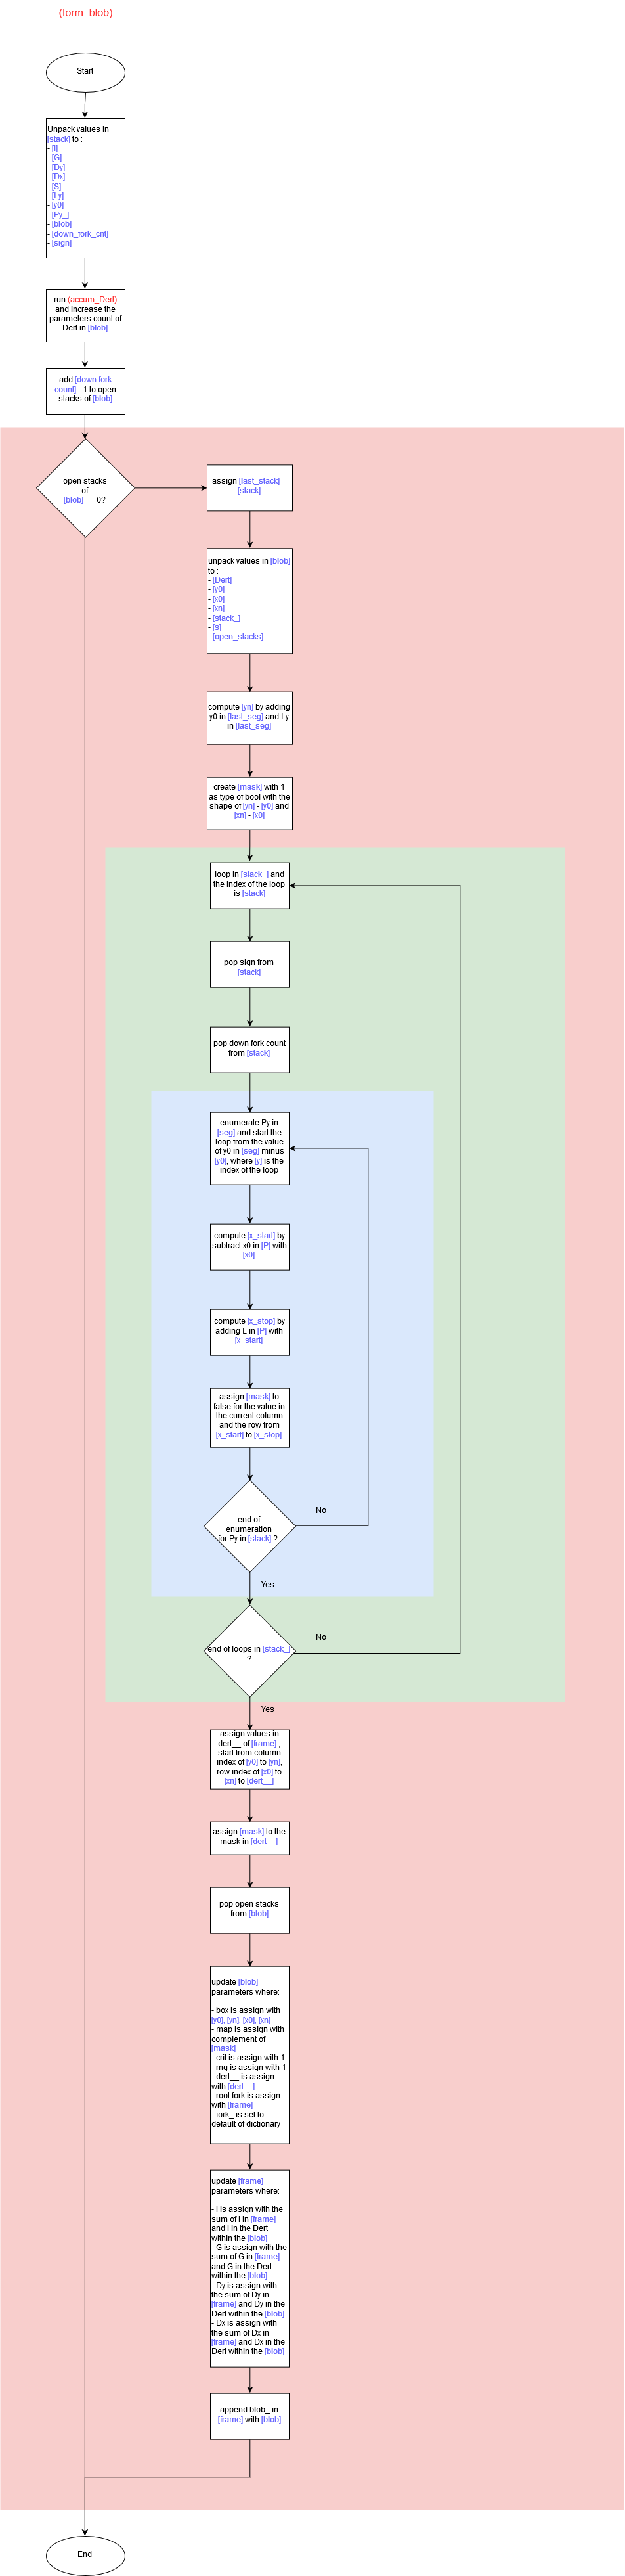 (form_blob)
Start
Unpack values in
[stack] to :
- [I]
- [G]
- [Dy]
- [Dx]
- [S]
- [Ly]
- [y0]
- [Py_]
- [blob]
- [down_fork_cnt]
- [sign]
run (accum_Dert)
and increase the
parameters count of
Dert in [blob]
add [down fork
count] - 1 to open
stacks of [blob]
open stacks
of
[blob] == 0?
assign [last_stack] =
[stack]
unpack values in [blob]
to :
- [Dert]
- [y0]
- [x0]
- [xn]
- [stack_]
- [s]
- [open_stacks]
compute [yn] by adding
y0 in [last_seg] and Ly
in [last_seg]
create [mask] with 1
as type of bool with the
shape of [yn] - [y0] and
[xn] - [x0]
loop in [stack_] and
the index of the loop
is [stack]
pop sign from
[stack]
pop down fork count
from [stack]
enumerate Py in
[seg] and start the
loop from the value
of y0 in [seg] minus
[y0], where [y] is the
index of the loop
compute [x_start] by
subtract x0 in [P] with
[x0]
compute [x_stop] by
adding L in [P] with
[x_start]
assign [mask] to
false for the value in
the current column
and the row from
[x_start] to [x_stop]
end of
enumeration
for Py in [stack] ?
No
Yes
end of loops in [stack_]
?
No
Yes
assign values in
dert__ of [frame] ,
start from column
index of [y0] to [yn],
row index of [x0] to
[xn] to [dert__]
assign [mask] to the
mask in [dert__]
pop open stacks
from [blob]
update [blob]
parameters where:
- box is assign with
[y0], [yn], [x0], [xn]
- map is assign with
complement of
[mask]
- crit is assign with 1
- rng is assign with 1
- dert__ is assign
with [dert__]
- root fork is assign
with [frame]
- fork_ is set to
default of dictionary
update [frame]
parameters where:
- I is assign with the
sum of I in [frame]
and I in the Dert
within the [blob]
- G is assign with the
sum of G in [frame]
and G in the Dert
within the [blob]
- Dy is assign with
the sum of Dy in
[frame] and Dy in the
Dert within the [blob]
- Dx is assign with
the sum of Dx in
[frame] and Dx in the
Dert within the [blob]
append blob_ in
[frame] with [blob]
End